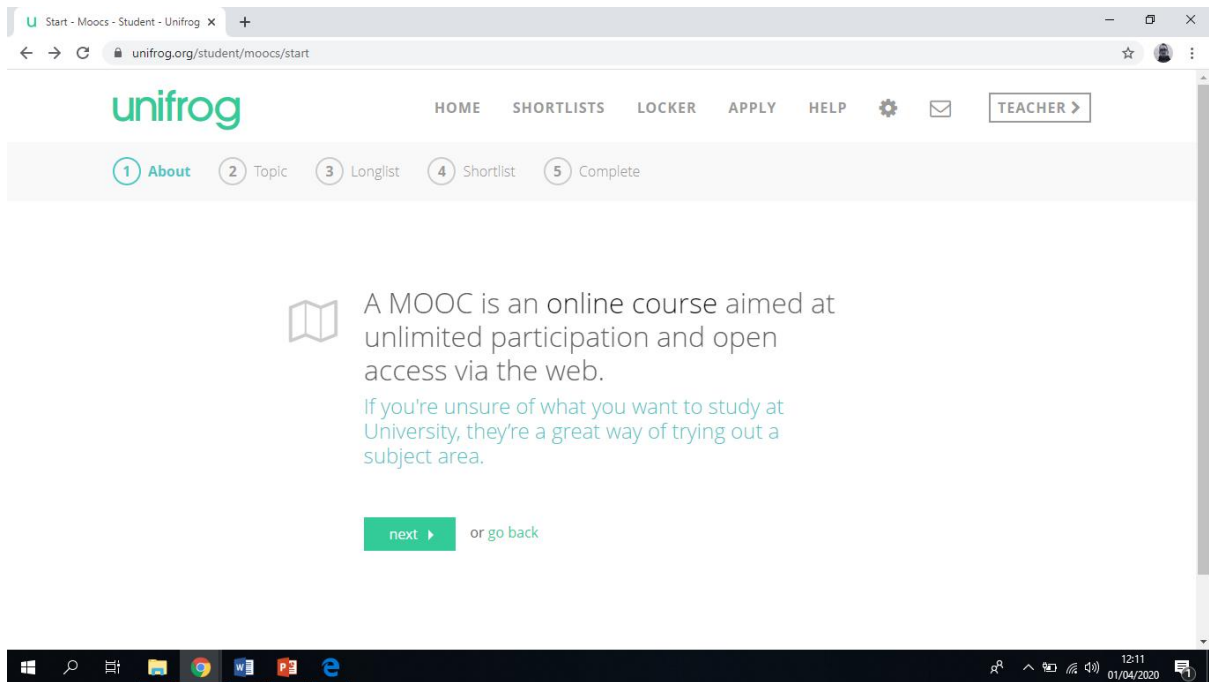 Start - Moocs - Student - Unifrog
unifrog.org/student/moocs/start
unifrog
HOME SHORTLISTS LOCKER APPLY HELP TEACHER
1 About 2 Topic 3 Longlist 4 Shortlist 5 Complete
A MOOC is an online course aimed at
unlimited participation and open
access via the web.
If you're unsure of what you want to study at
University, they're a great way of trying out a
subject area.
next or go back
12:11
01/04/2020
1